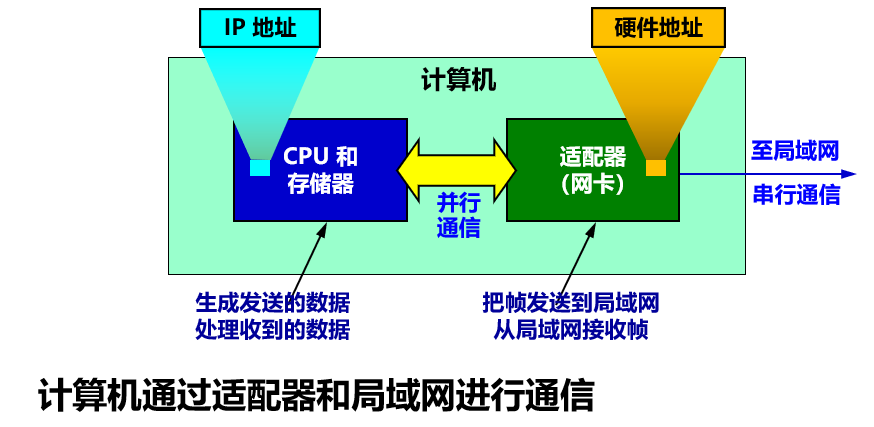 IP 地址
硬件地址
计算机
CPU 和
存储器
适配器
（网卡）
至局域网
串行通信
并行
通信
生成发送的数据
处理收到的数据
把帧发送到局域网
从局域网接收帧
计算机通过适配器和局域网进行通信